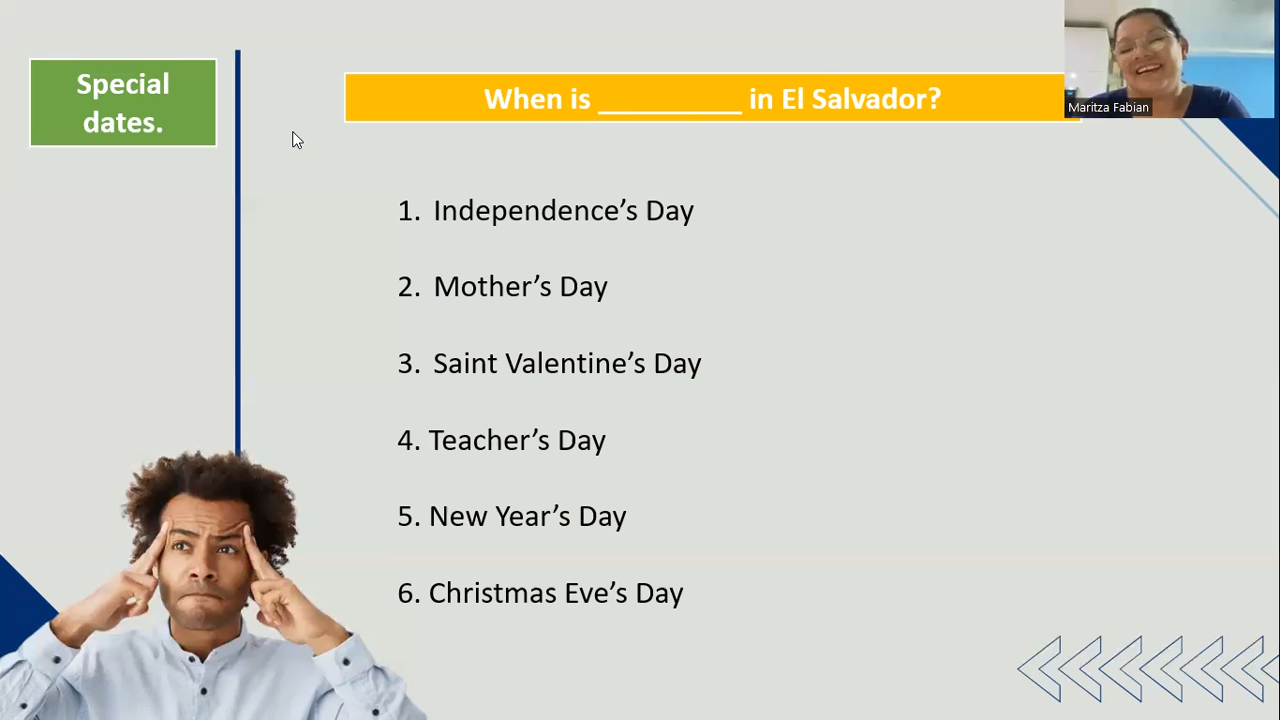 Special
dates.
When is _________ in El Salvador?
Maritza Fabian
1. Independence’s Day
2. Mother’s Day
3. Saint Valentine’s Day
4. Teacher’s Day
5. New Year’s Day
6. Christmas Eve’s Day